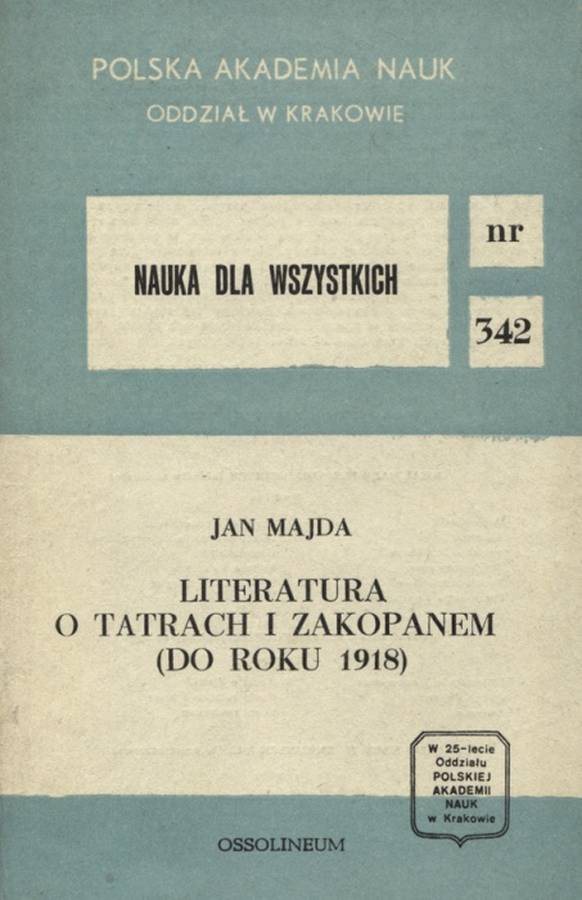 POLSKA AKADEMIA NAUK
ODDZIAŁ W KRAKOWIE
NAUKA DLA WSZYSTKICH
nr
342
JAN MAJDA
LITERATURA
O TATRACH I ZAKOPANEM
(DO ROKU 1918)
W 25-lecie
Oddziału
POLSKIEJ
AKADEMII
NAUK
w Krakowie
OSSOLINEUM